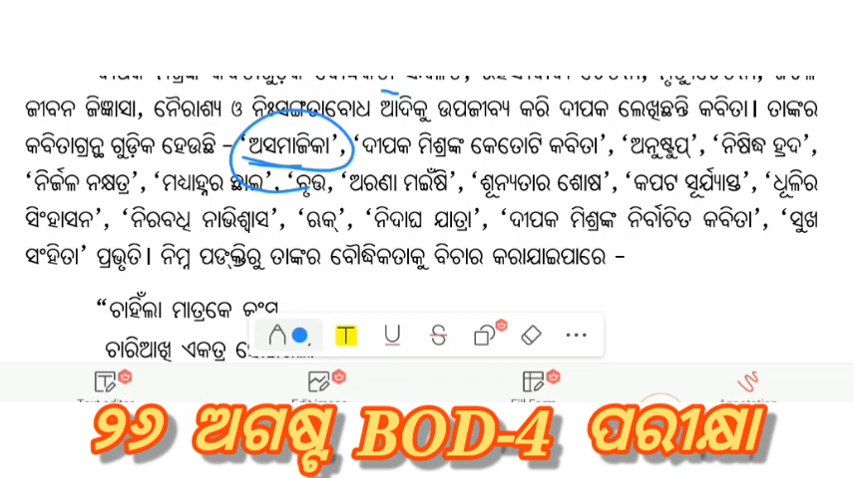 ଜୀବନ ଜିଜ୍ଞାସା, ନୈରାଶ୍ୟ ଓ ନିଃସଙ୍ଗତାବୋଧ ଆଦିକୁ ଉପଜୀବ୍ୟ କରି ଦୀପକ ଲେଖିଛନ୍ତି କବିତା। ତାଙ୍କର
କବିତାଗ୍ରନ୍ଥ ଗୁଡ଼ିକ ହେଉଛି – ‘ଅସମାଜିକା’, ‘ଦୀପକ ମିଶ୍ରଙ୍କ କେତୋଟି କବିତା’, ‘ଅନୁଷ୍ଟୁପ୍’, ‘ନିଷିଦ୍ଧ ହ୍ରଦ’,
‘ନିର୍ଜଳ ନକ୍ଷତ୍ର’, ‘ମଧ୍ୟାହ୍ନର ଛାଇ’, ‘ବୃତ୍ତ, ‘ଅରଣା ମଇଁଷି’, ‘ଶୂନ୍ୟତାର ଶୋଷ’, ‘କପଟ ସୂର୍ଯ୍ୟାସ୍ତ’, ‘ଧୂଳିର
ସିଂହାସନ’, ‘ନିରବଧି ନାଭିଶ୍ୱାସ’, ‘ଋକ୍’, ‘ନିଦାଘ ଯାତ୍ରା’, ‘ଦୀପକ ମିଶ୍ରଙ୍କ ନିର୍ବାଚିତ କବିତା’, ‘ସୁଖ
ସଂହିତା’ ପ୍ରଭୃତି। ନିମ୍ନ ପଙ୍‌କ୍ତିରୁ ତାଙ୍କର ବୌଦ୍ଧିକତାକୁ ବିଚାର କରାଯାଇପାରେ –
“ଚାହିଁଲା ମାତ୍ରକେ
ଚାରିଆଖି ଏକତ୍ର
୨୬ ଅଗଷ୍ଟ BOD-4 ପରୀକ୍ଷା